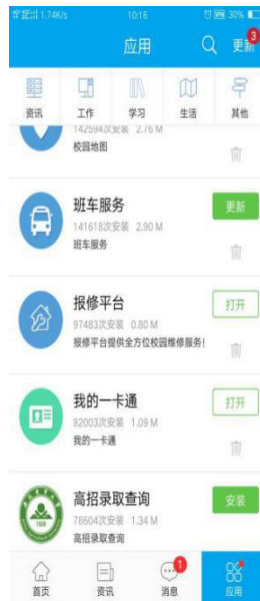 1.74K/s 10:16 30%
应用 更新 3
资讯 工作 学习 生活 其他
142594次安装 2.76 M
校园地图
班车服务 更新
141618次安装 2.90 M
班车服务
报修平台 打开
97483次安装 0.80 M
报修平台提供全方位校园维修服务!
我的一卡通 打开
82003次安装 1.09 M
我的一卡通
高招录取查询 安装
78604次安装 1.34 M
高招录取查询
1
首页 资讯 消息 应用